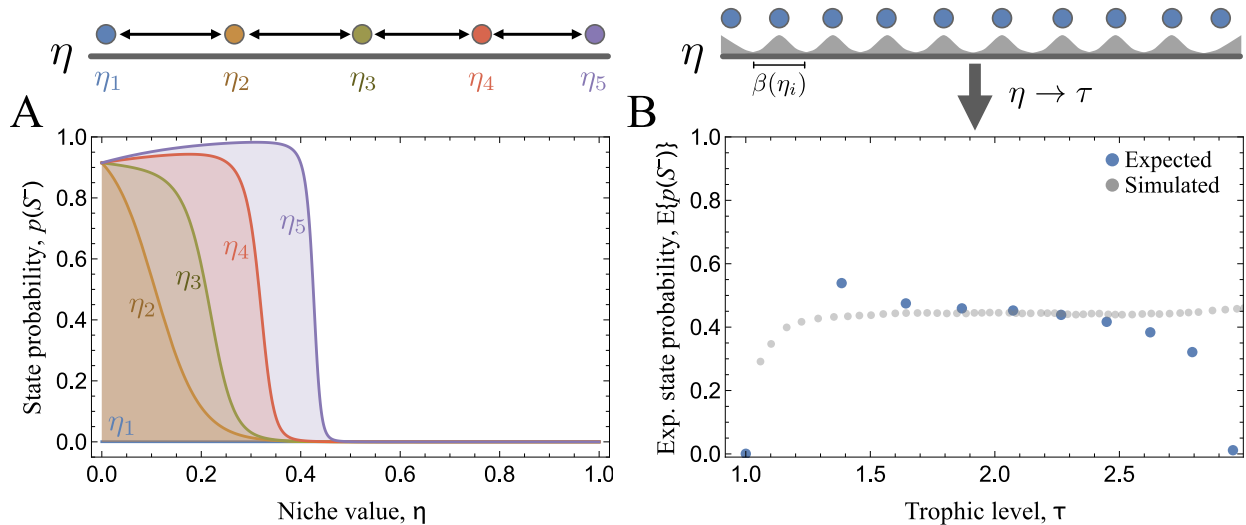 η
η1 η2 η3 η4 η5
A
State probability, p(S⁻)
1.0
0.8
0.6
0.4
0.2
0.0
η1
η2
η3
η4
η5
0.0 0.2 0.4 0.6 0.8 1.0
Niche value, η
η
β(ηi)
η → τ
B
Exp. state probability, E{p(S⁻)}
1.0
0.8
0.6
0.4
0.2
0.0
Expected
Simulated
1.0 1.5 2.0 2.5
Trophic level, τ